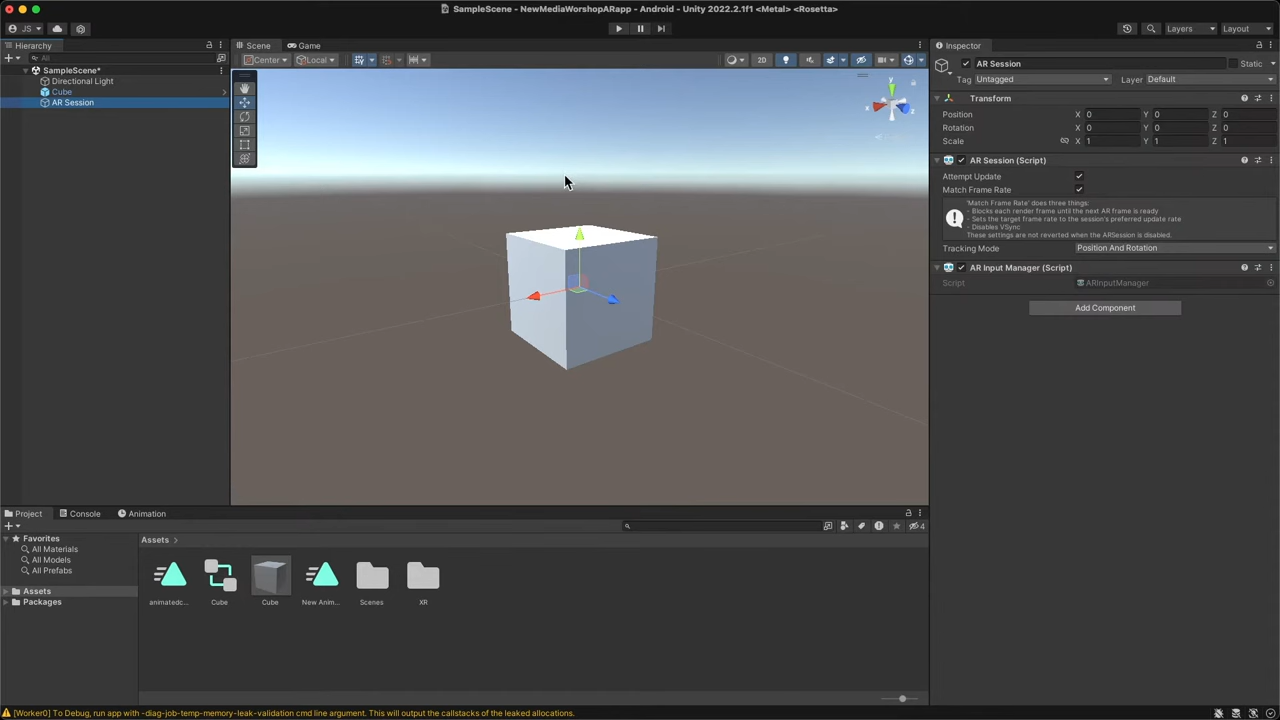 SampleScene - NewMediaWorshopARapp - Android - Unity 2022.2.1f1 <Metal> <Rosetta>
JS
Layers
Layout
Hierarchy
All
SampleScene*
Directional Light
Cube
AR Session
Scene
Game
Center
Local
2D
y
x
z
Inspector
AR Session
Static
Tag Untagged
Layer Default
Transform
Position X 0 Y 0 Z 0
Rotation X 0 Y 0 Z 0
Scale X 1 Y 1 Z 1
AR Session (Script)
Attempt Update
Match Frame Rate
'Match Frame Rate' does three things:
- Blocks each render frame until the next AR frame is ready
- Sets the target frame rate to the session's preferred update rate
- Disables VSync
These settings are not reverted when the ARSession is disabled.
Tracking Mode Position And Rotation
AR Input Manager (Script)
Script ARInputManager
Add Component
Project
Console
Animation
4
Favorites
All Materials
All Models
All Prefabs
Assets
Packages
Assets
animatedc...
Cube
Cube
New Anim...
Scenes
XR
[Worker0] To Debug, run app with -diag-job-temp-memory-leak-validation cmd line argument. This will output the callstacks of the leaked allocations.